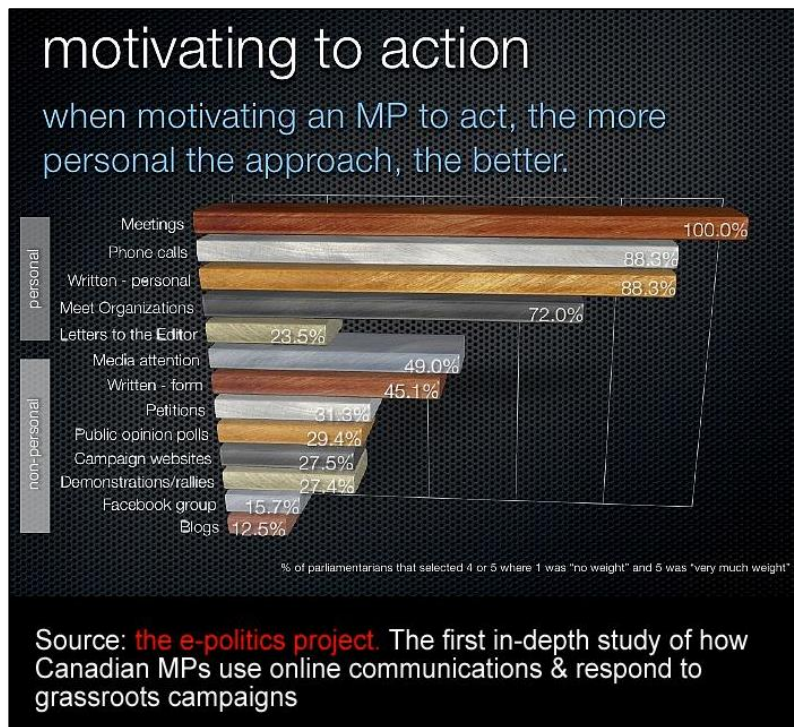 motivating to action
when motivating an MP to act, the more
personal the approach, the better.
personal
Meetings 100.0%
Phone calls 88.3%
Written - personal 88.3%
Meet Organizations 72.0%
Letters to the Editor 23.5%
non-personal
Media attention 49.0%
Written - form 45.1%
Petitions 31.3%
Public opinion polls 29.4%
Campaign websites 27.5%
Demonstrations/rallies 27.4%
Facebook group 15.7%
Blogs 12.5%
% of parliamentarians that selected 4 or 5 where 1 was "no weight" and 5 was "very much weight"
Source: the e-politics project. The first in-depth study of how
Canadian MPs use online communications & respond to
grassroots campaigns